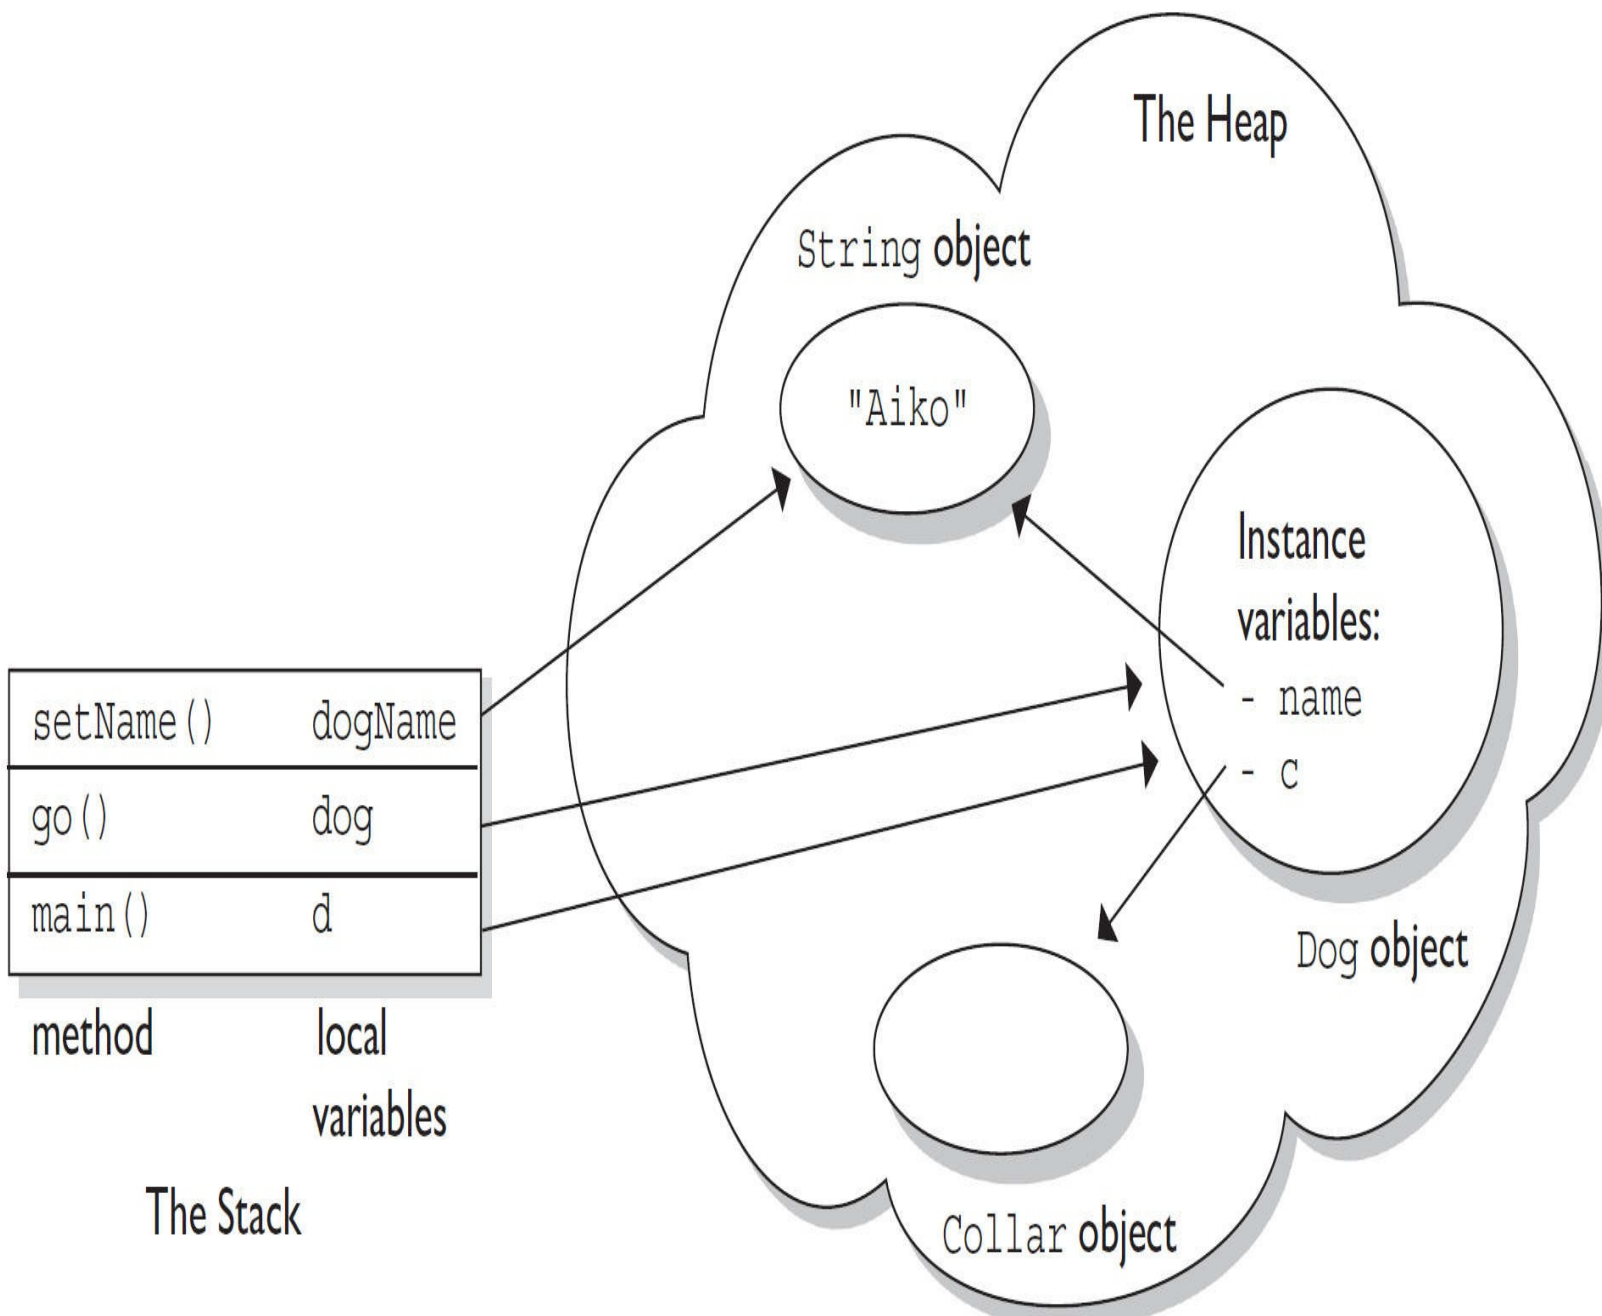 The Heap
String object
"Aiko"
Instance
variables:
- name
- c
Dog object
Collar object
setName() dogName
go() dog
main() d
method local
variables
The Stack